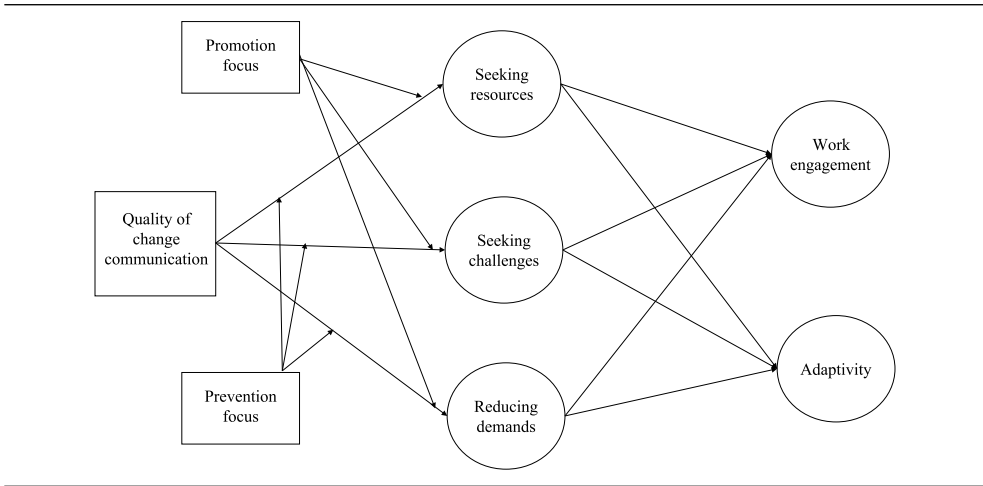 Promotion
focus
Quality of
change
communication
Prevention
focus
Seeking
resources
Seeking
challenges
Reducing
demands
Work
engagement
Adaptivity